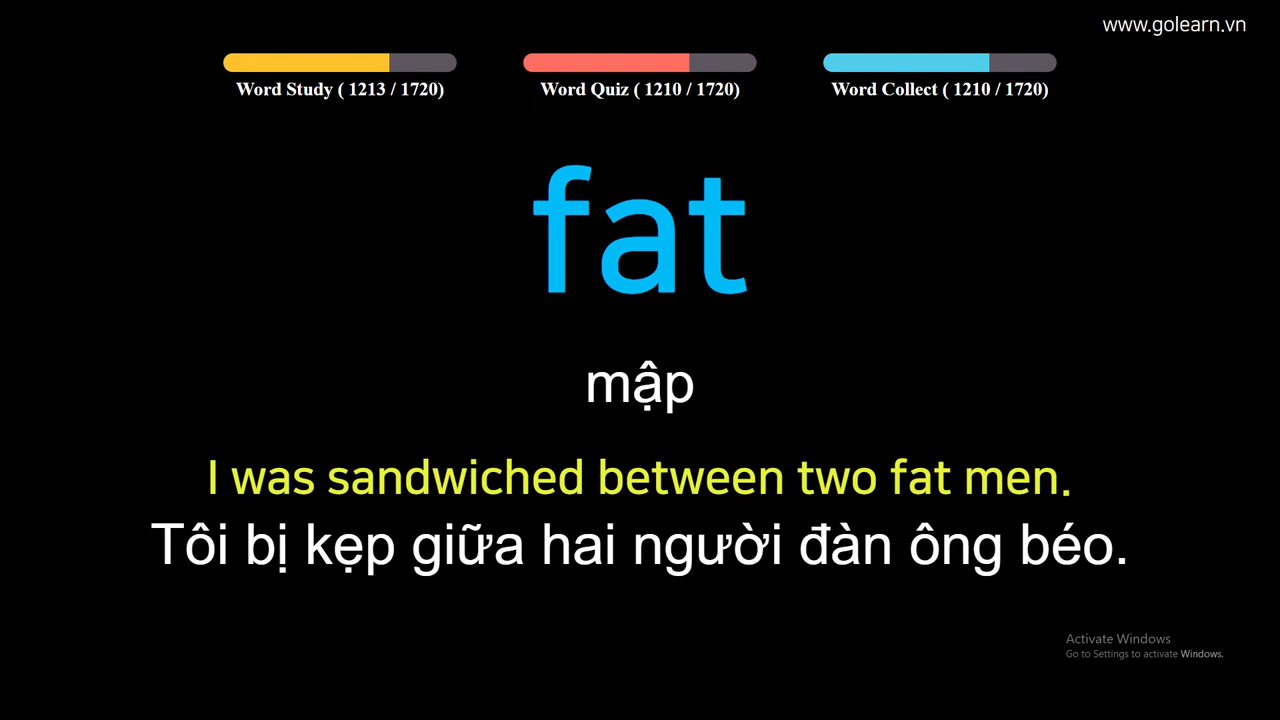 www.golearn.vn
Word Study ( 1213 / 1720)
Word Quiz ( 1210 / 1720)
Word Collect ( 1210 / 1720)
fat
mập
I was sandwiched between two fat men.
Tôi bị kẹp giữa hai người đàn ông béo.
Activate Windows
Go to Settings to activate Windows.